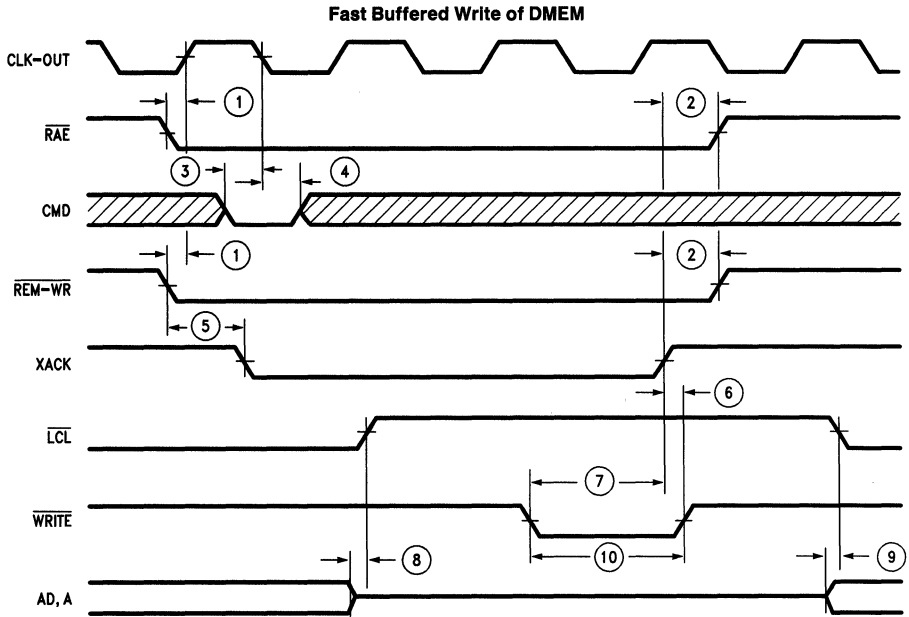 Fast Buffered Write of DMEM
CLK-OUT
1
2
RAE
3
4
CMD
1
2
REM-WR
5
XACK
6
LCL
7
WRITE
8
10
9
AD, A